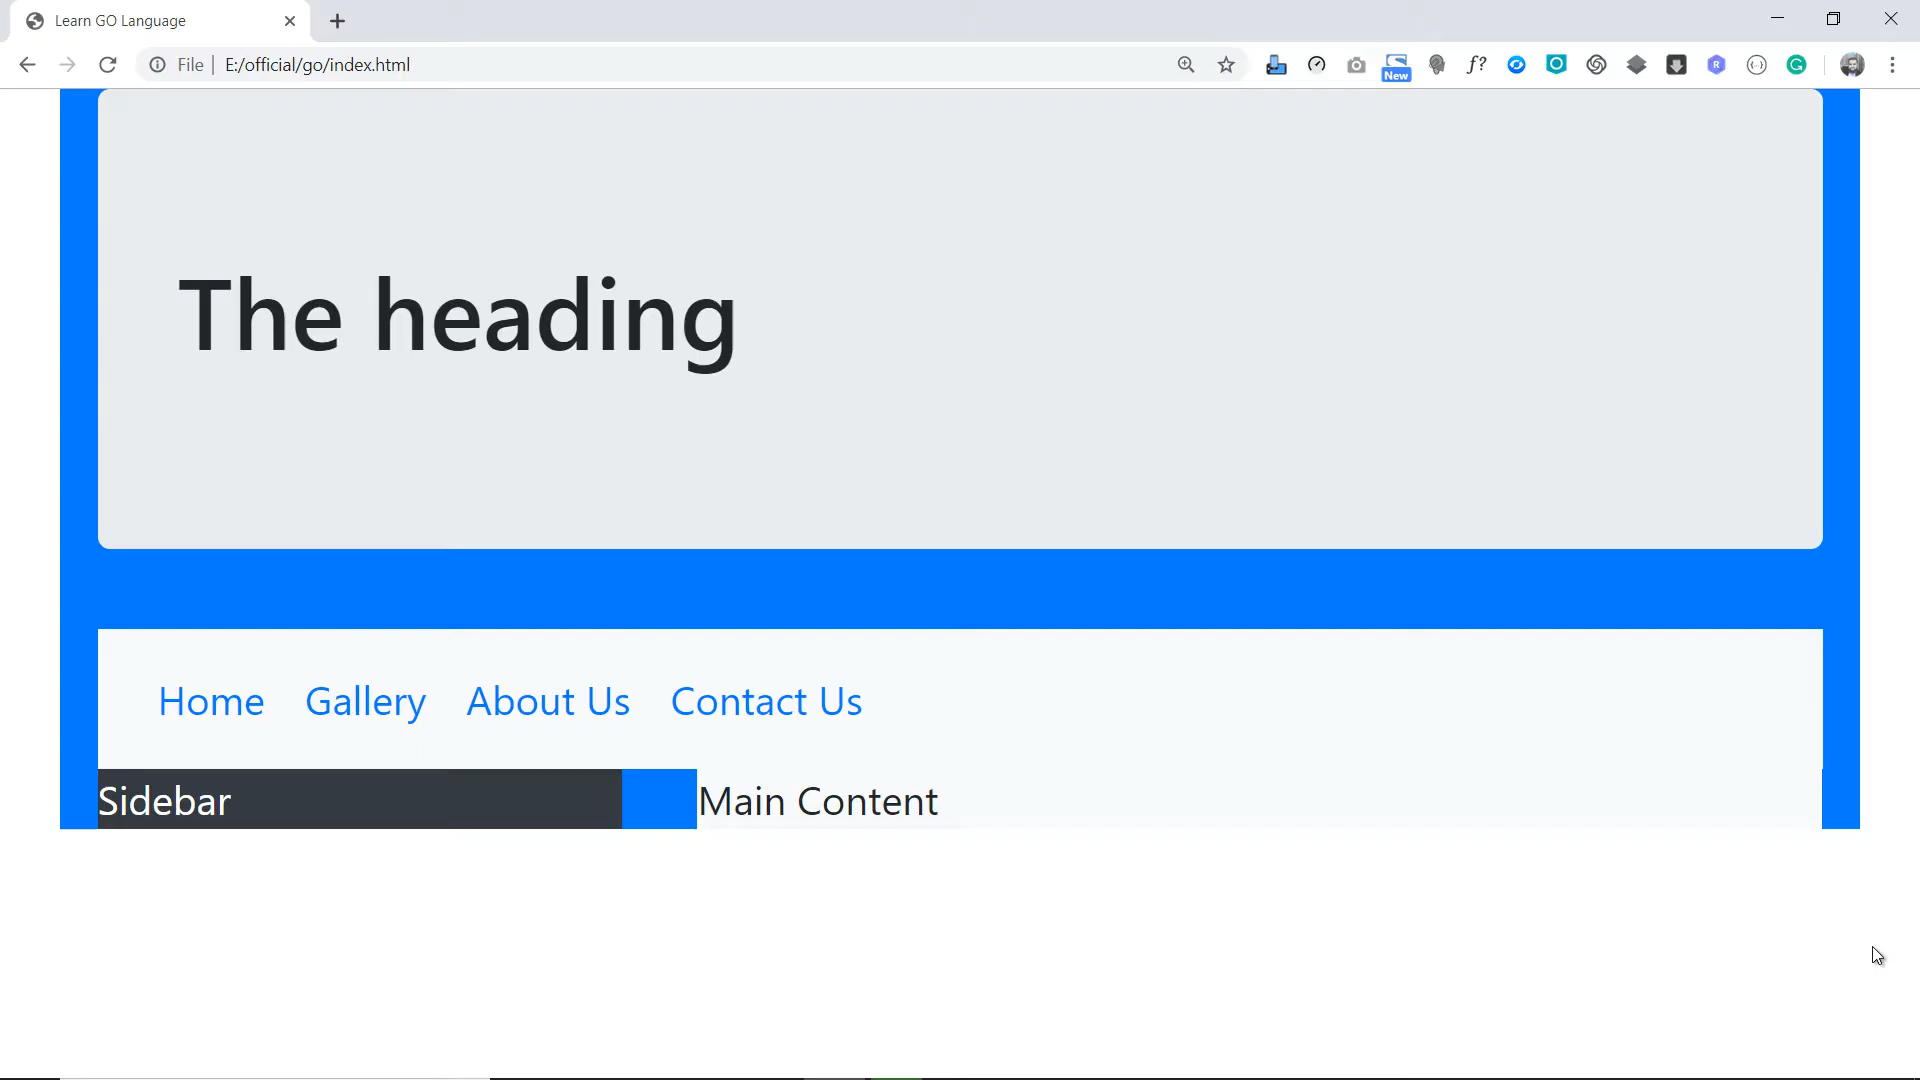 Learn GO Language
File E:/official/go/index.html
f?
New
R
G
The heading
Home Gallery About Us Contact Us
Sidebar Main Content